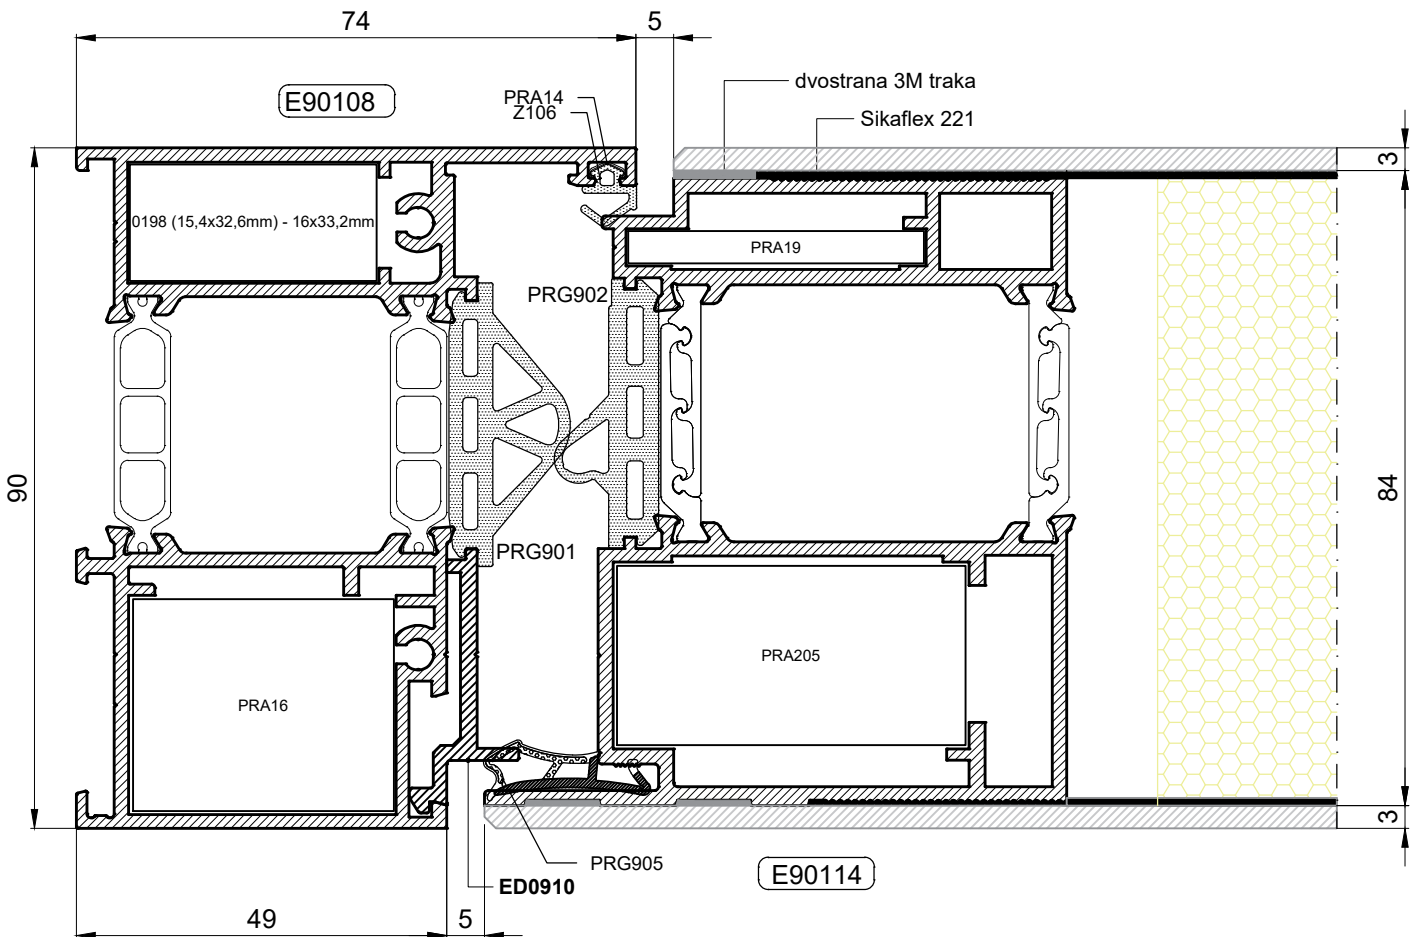 74
5
E90108
PRA14
Z106
dvostrana 3M traka
Sikaflex 221
3
0198 (15,4x32,6mm) - 16x33,2mm
PRA19
PRG902
90
84
PRG901
PRA16
PRA205
3
PRG905
ED0910
E90114
49
5